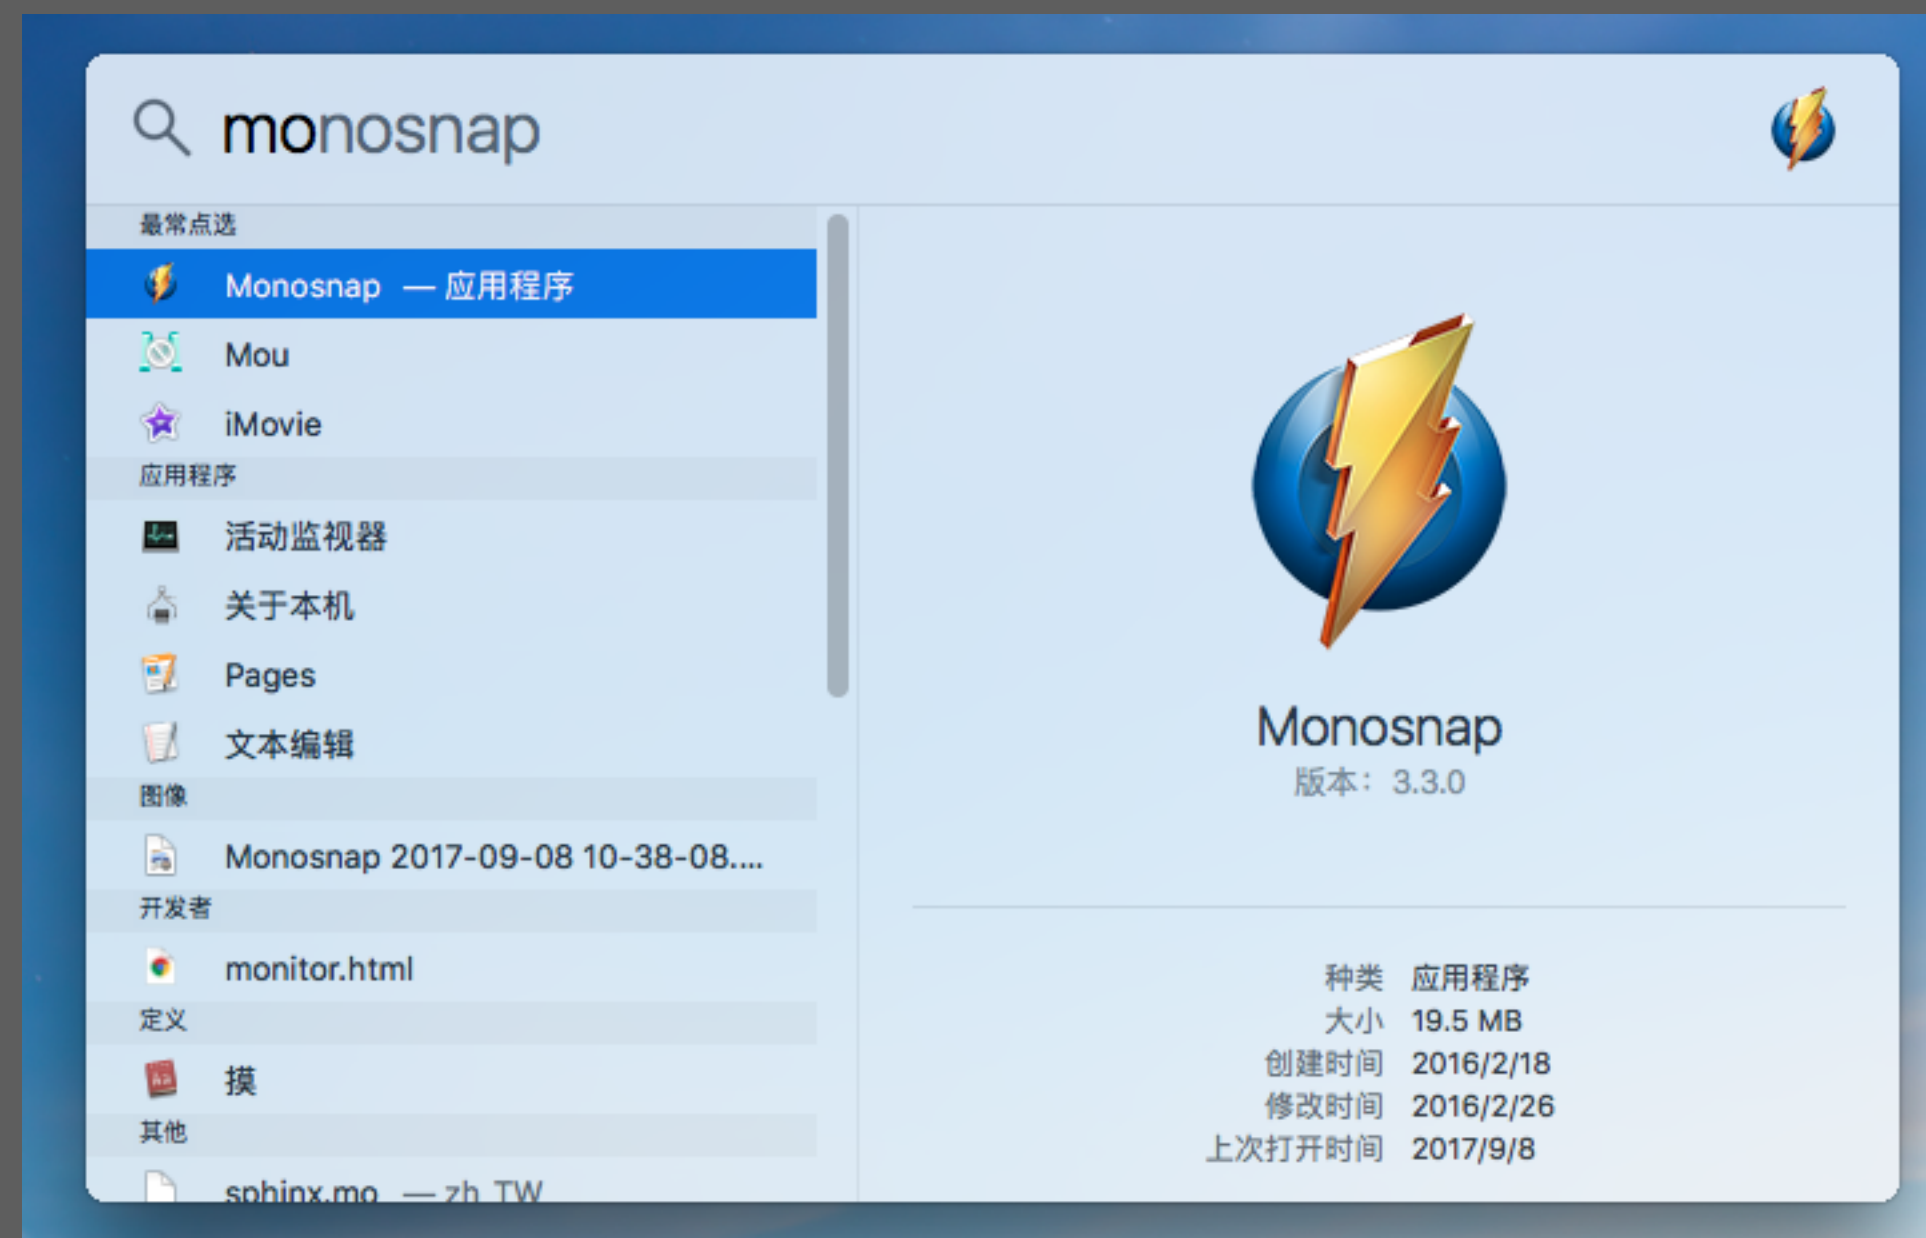 monosnap
最常点选
Monosnap — 应用程序
Mou
iMovie
应用程序
活动监视器
关于本机
Pages
文本编辑
图像
Monosnap 2017-09-08 10-38-08....
开发者
monitor.html
定义
摸
其他
sphinx.mo — zh_TW
Monosnap
版本： 3.3.0
种类 应用程序
大小 19.5 MB
创建时间 2016/2/18
修改时间 2016/2/26
上次打开时间 2017/9/8